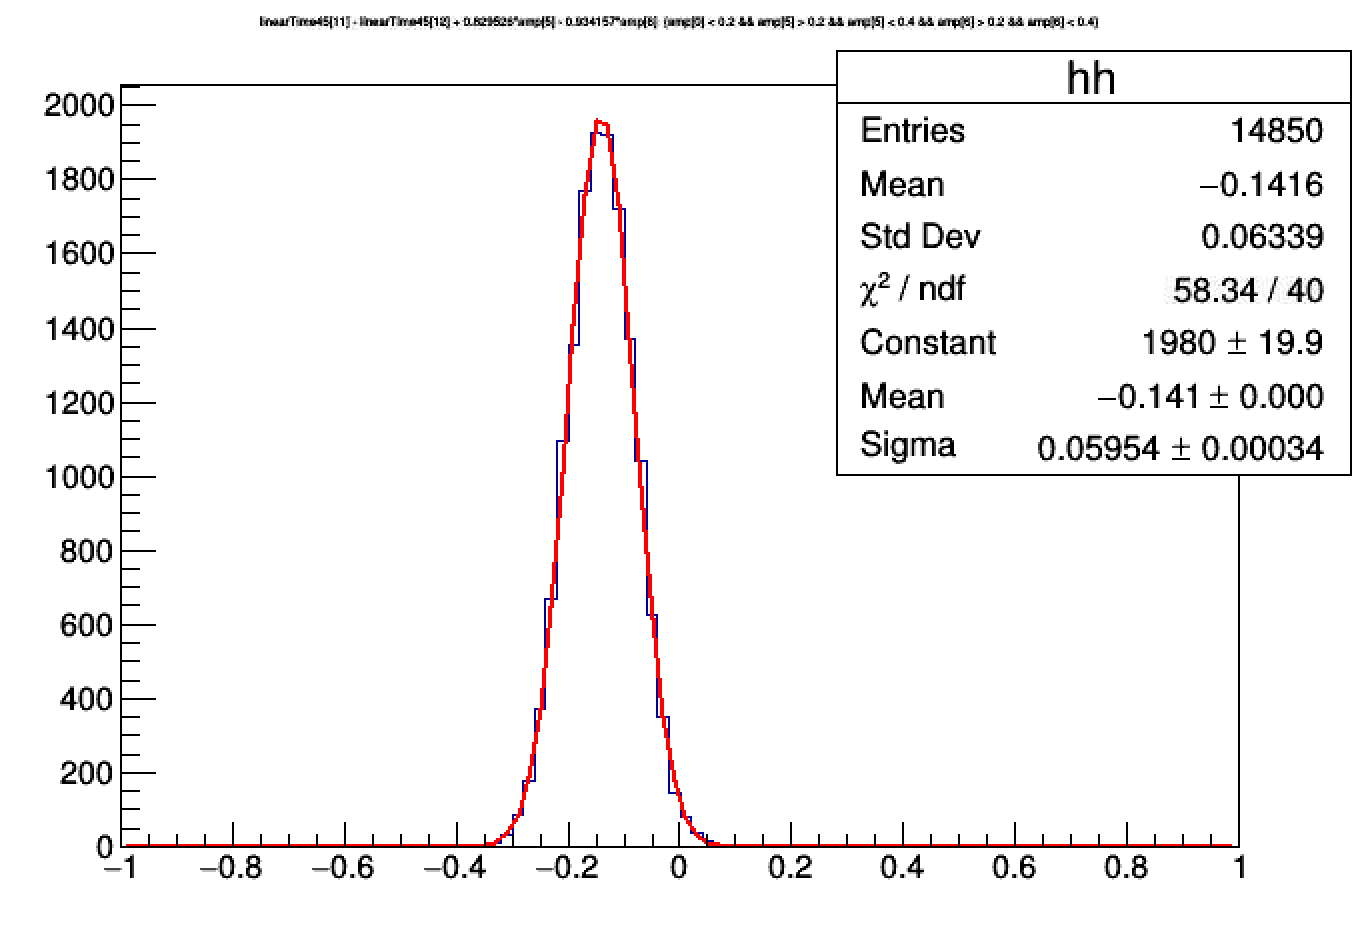 linearTime45[11] - linearTime45[12] + 0.829526*amp[5] - 0.934157*amp[6] {amp[0] < 0.2 && amp[5] > 0.2 && amp[5] < 0.4 && amp[6] > 0.2 && amp[6] < 0.4}
hh
Entries 14850
Mean −0.1416
Std Dev 0.06339
χ² / ndf 58.34 / 40
Constant 1980 ± 19.9
Mean −0.141 ± 0.000
Sigma 0.05954 ± 0.00034
2000
1800
1600
1400
1200
1000
800
600
400
200
0
−1 −0.8 −0.6 −0.4 −0.2 0 0.2 0.4 0.6 0.8 1